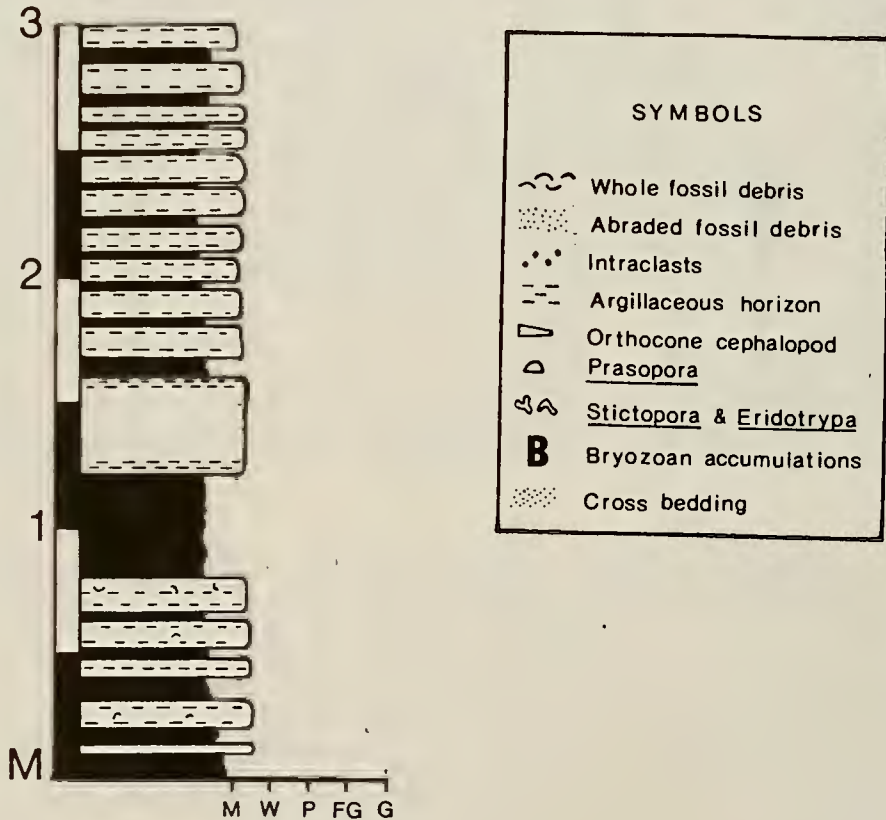 3
2
1
M
M W P FG G
SYMBOLS
Whole fossil debris
Abraded fossil debris
Intraclasts
Argillaceous horizon
Orthocone cephalopod
Prasopora
Stictopora & Eridotrypa
B Bryozoan accumulations
Cross bedding